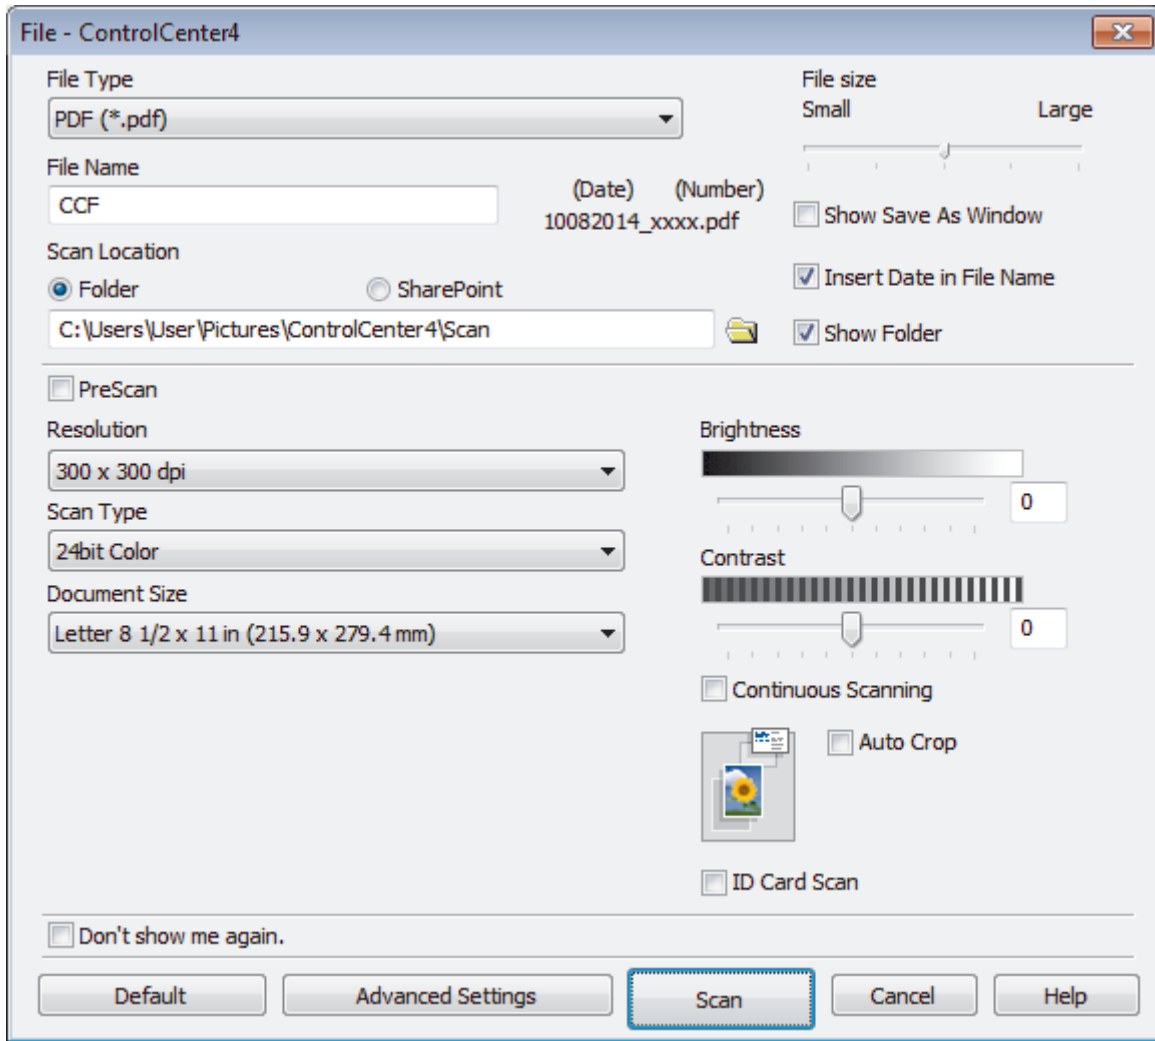 File - ControlCenter4
File Type
PDF (*.pdf)
File Name
CCF
(Date) (Number)
10082014_xxxx.pdf
Scan Location
Folder SharePoint
C:\Users\User\Pictures\ControlCenter4\Scan
File size
Small Large
Show Save As Window
Insert Date in File Name
Show Folder
PreScan
Resolution
300 x 300 dpi
Scan Type
24bit Color
Document Size
Letter 8 1/2 x 11 in (215.9 x 279.4 mm)
Brightness
0
Contrast
0
Continuous Scanning
Auto Crop
ID Card Scan
Don't show me again.
Default Advanced Settings Scan Cancel Help